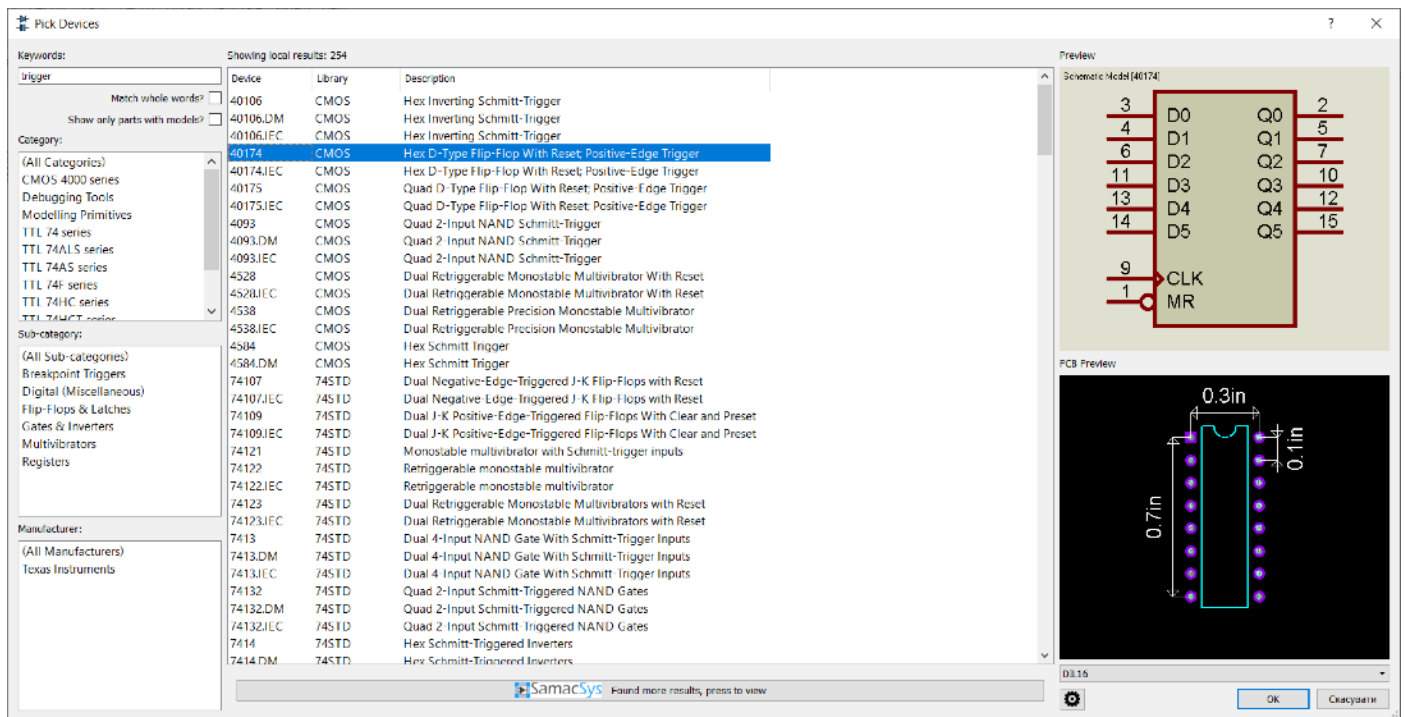 Pick Devices
? ×
Keywords:
trigger
Match whole words?
Show only parts with models?
Category:
(All Categories)
CMOS 4000 series
Debugging Tools
Modelling Primitives
TTL 74 series
TTL 74ALS series
TTL 74AS series
TTL 74F series
TTL 74HC series
TTL 74HCT series
Sub-category:
(All Sub-categories)
Breakpoint Triggers
Digital (Miscellaneous)
Flip-Flops & Latches
Gates & Inverters
Multivibrators
Registers
Manufacturer:
(All Manufacturers)
Texas Instruments
Showing local results: 254
Device Library Description
40106 CMOS Hex Inverting Schmitt-Trigger
40106.DM CMOS Hex Inverting Schmitt-Trigger
40106.IEC CMOS Hex Inverting Schmitt-Trigger
40174 CMOS Hex D-Type Flip-Flop With Reset; Positive-Edge Trigger
40174.IEC CMOS Hex D-Type Flip-Flop With Reset; Positive-Edge Trigger
40175 CMOS Quad D-Type Flip-Flop With Reset; Positive-Edge Trigger
40175.IEC CMOS Quad D-Type Flip-Flop With Reset; Positive-Edge Trigger
4093 CMOS Quad 2-Input NAND Schmitt-Trigger
4093.DM CMOS Quad 2-Input NAND Schmitt-Trigger
4093.IEC CMOS Quad 2-Input NAND Schmitt-Trigger
4528 CMOS Dual Retriggerable Monostable Multivibrator With Reset
4528.IEC CMOS Dual Retriggerable Monostable Multivibrator With Reset
4538 CMOS Dual Retriggerable Precision Monostable Multivibrator
4538.IEC CMOS Dual Retriggerable Precision Monostable Multivibrator
4584 CMOS Hex Schmitt Trigger
4584.DM CMOS Hex Schmitt Trigger
74107 74STD Dual Negative-Edge-Triggered J-K Flip-Flops with Reset
74107.IEC 74STD Dual Negative-Edge-Triggered J-K Flip-Flops with Reset
74109 74STD Dual J-K Positive-Edge-Triggered Flip-Flops With Clear and Preset
74109.IEC 74STD Dual J-K Positive-Edge-Triggered Flip-Flops With Clear and Preset
74121 74STD Monostable multivibrator with Schmitt-trigger inputs
74122 74STD Retriggerable monostable multivibrator
74122.IEC 74STD Retriggerable monostable multivibrator
74123 74STD Dual Retriggerable Monostable Multivibrators with Reset
74123.IEC 74STD Dual Retriggerable Monostable Multivibrators with Reset
7413 74STD Dual 4-Input NAND Gate With Schmitt-Trigger Inputs
7413.DM 74STD Dual 4-Input NAND Gate With Schmitt-Trigger Inputs
7413.IEC 74STD Dual 4-Input NAND Gate With Schmitt-Trigger Inputs
74132 74STD Quad 2-Input Schmitt-Triggered NAND Gates
74132.DM 74STD Quad 2-Input Schmitt-Triggered NAND Gates
74132.IEC 74STD Quad 2-Input Schmitt-Triggered NAND Gates
7414 74STD Hex Schmitt-Triggered Inverters
7414.DM 74STD Hex Schmitt-Triggered Inverters
SamacSys Found more results, press to view
Preview
Schematic Model [40174]
3 D0 Q0 2
4 D1 Q1 5
6 D2 Q2 7
11 D3 Q3 10
13 D4 Q4 12
14 D5 Q5 15
9 CLK
1 MR
PCB Preview
0.3in
0.1in
0.7in
DIL16
OK Скасувати